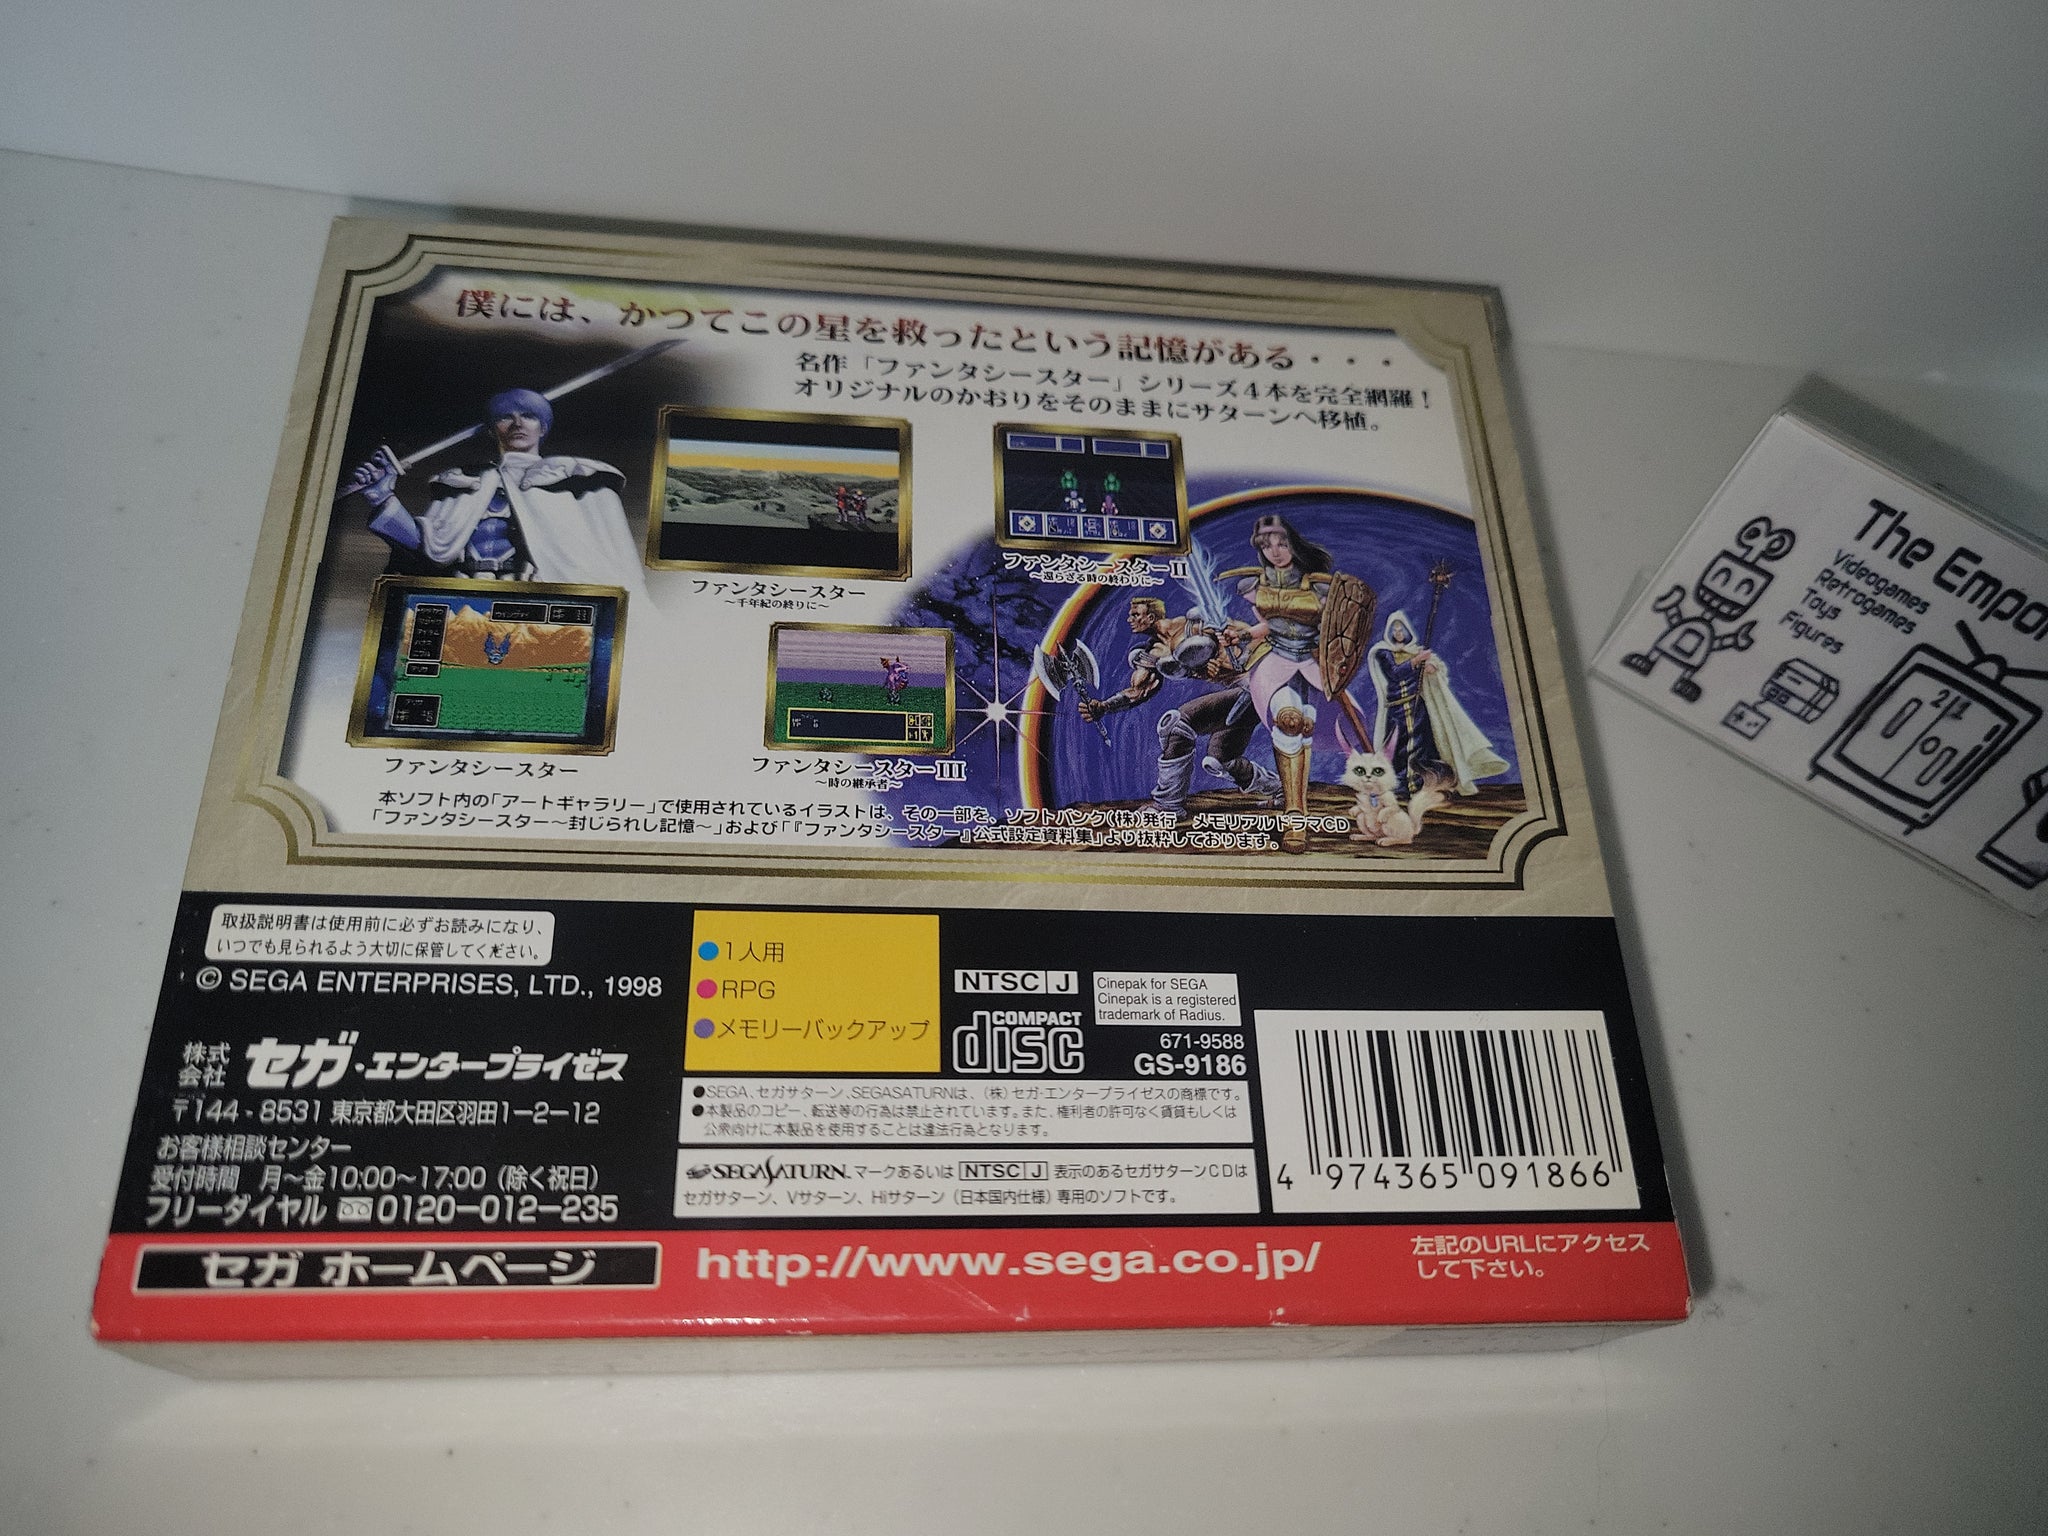 僕には、かつてこの星を救ったという記憶がある・・・
名作「ファンタシースター」シリーズ4本を完全網羅！
オリジナルのかおりをそのままにサターンへ移植。
ファンタシースター
～千年紀の終りに～
ファンタシースターII
～還らざる時の終わりに～
ファンタシースター
ファンタシースターIII
～時の継承者～
本ソフト内の「アートギャラリー」で使用されているイラストは、その一部を、ソフトバンク(株)発行　メモリアルドラマCD
「ファンタシースター～封じられし記憶～」および「『ファンタシースター』公式設定資料集」より抜粋しております。
取扱説明書は使用前に必ずお読みになり、
いつでも見られるよう大切に保管してください。
© SEGA ENTERPRISES, LTD., 1998
株式会社 セガ・エンタープライゼス
〒144-8531 東京都大田区羽田1-2-12
お客様相談センター
受付時間　月～金10:00～17:00（除く祝日）
フリーダイヤル 0120-012-235
●1人用
●RPG
●メモリーバックアップ
NTSC J
COMPACT disc
Cinepak for SEGA
Cinepak is a registered
trademark of Radius.
671-9588
GS-9186
●SEGA、セガサターン、SEGASATURNは、（株）セガ・エンタープライゼスの商標です。
●本製品のコピー、転送等の行為は禁止されています。また、権利者の許可なく賃貸もしくは
公衆向けに本製品を使用することは違法行為となります。
SEGASATURN マークあるいは NTSC J 表示のあるセガサターンCDは
セガサターン、Vサターン、Hiサターン（日本国内仕様）専用のソフトです。
4 974365 091866
セガ ホームページ
http://www.sega.co.jp/
左記のURLにアクセス
して下さい。
The Empor
Videogames
Retrogames
Toys
Figures